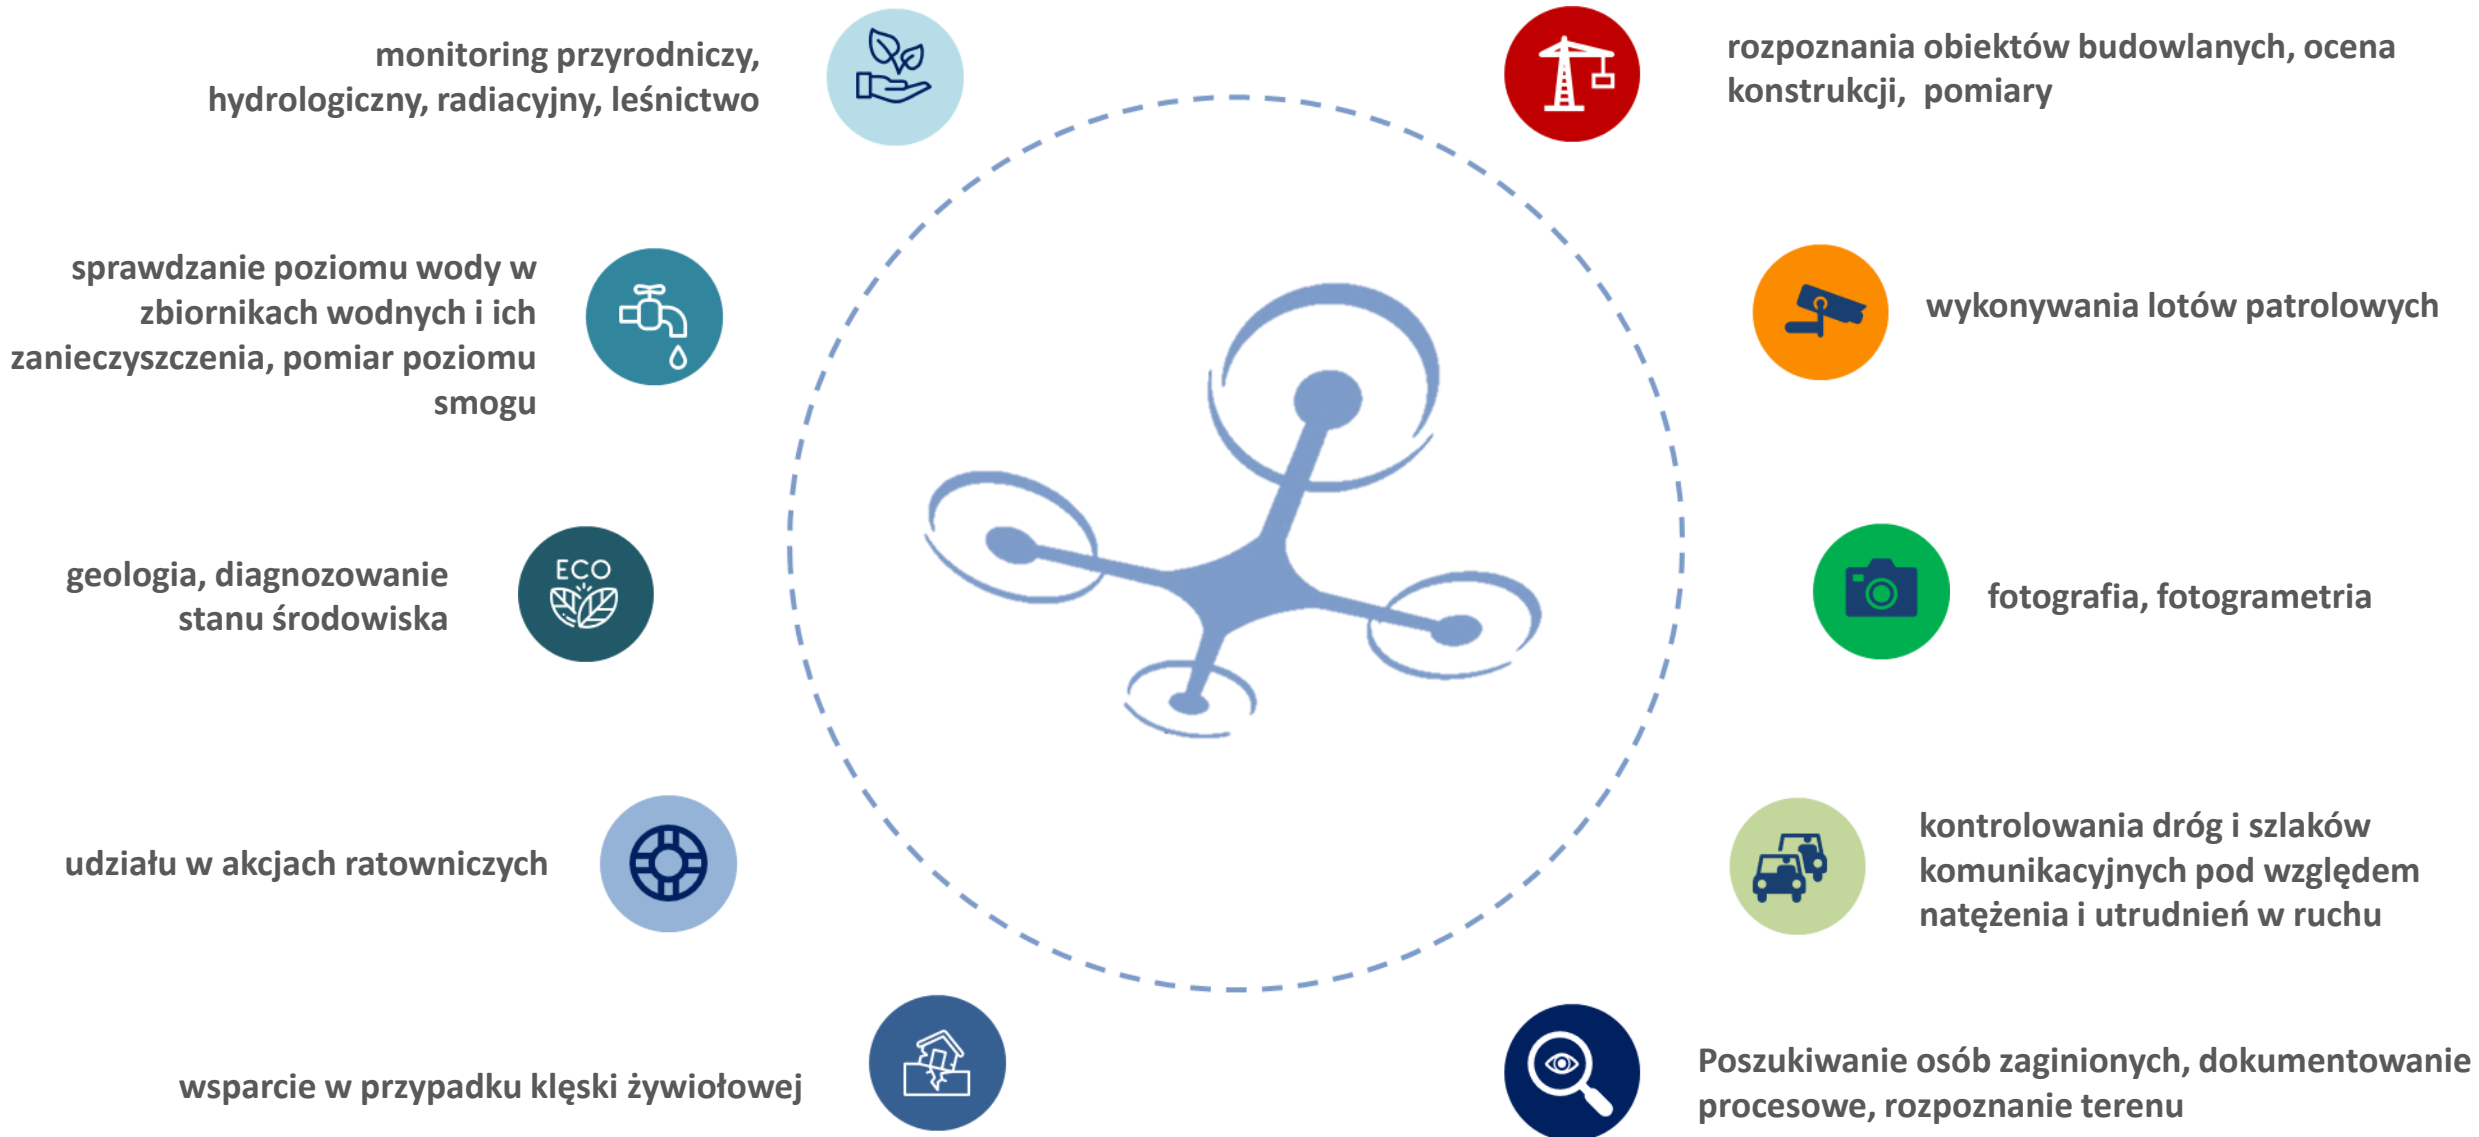 monitoring przyrodniczy,
hydrologiczny, radiacyjny, leśnictwo
sprawdzanie poziomu wody w
zbiornikach wodnych i ich
zanieczyszczenia, pomiar poziomu
smogu
ECO
geologia, diagnozowanie
stanu środowiska
udziału w akcjach ratowniczych
wsparcie w przypadku klęski żywiołowej
rozpoznania obiektów budowlanych, ocena
konstrukcji, pomiary
wykonywania lotów patrolowych
fotografia, fotogrametria
kontrolowania dróg i szlaków
komunikacyjnych pod względem
natężenia i utrudnień w ruchu
Poszukiwanie osób zaginionych, dokumentowanie
procesowe, rozpoznanie terenu